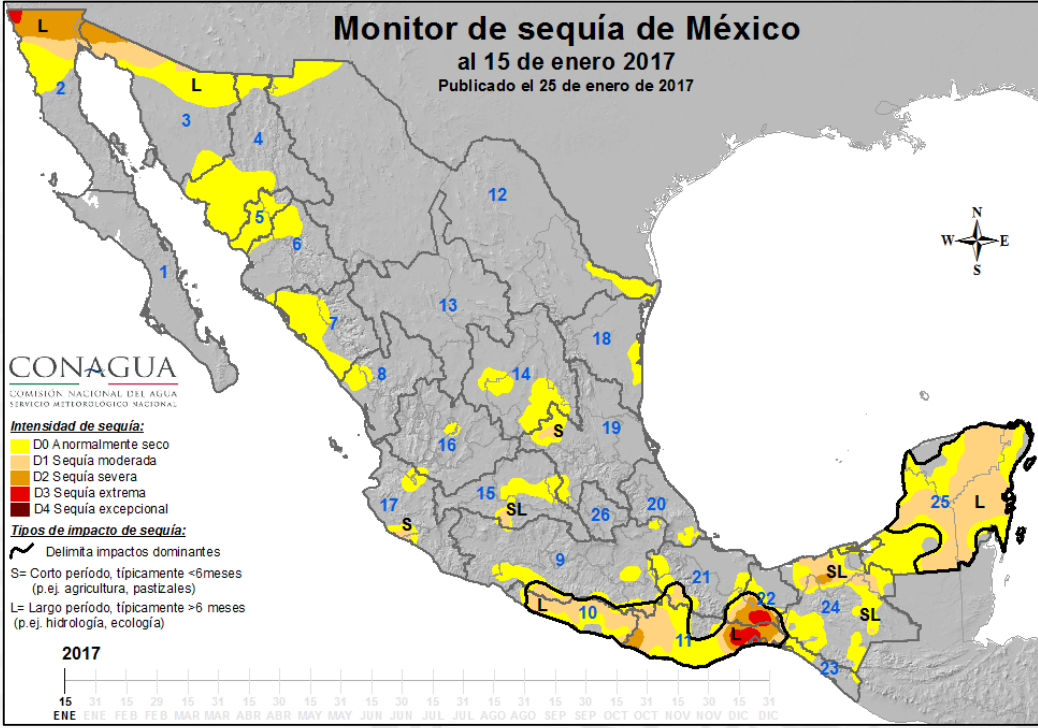 Monitor de sequía de México
al 15 de enero 2017
Publicado el 25 de enero de 2017
L
2
3
L
4
5
6
1
12
13
7
8
14
18
S
19
16
17
S
15
SL
26
20
9
21
L
10
11
22
L
SL
24
SL
23
25
L
N
W
E
S
CONAGUA
COMISIÓN NACIONAL DEL AGUA
SERVICIO METEOROLÓGICO NACIONAL
Intensidad de sequía:
D0 A normalmente seco
D1 Sequía moderada
D2 Sequía severa
D3 Sequía extrema
D4 Sequía excepcional
Tipos de impacto de sequía:
Delimita impactos dominantes
S= Corto período, típicamente <6meses
(p.ej. agricultura, pastizales)
L= Largo período, típicamente >6 meses
(p.ej. hidrología, ecología)
2017
15 31 15 29 15 31 15 30 15 31 15 30 15 31 15 31 15 30 15 31 15 30 15 31
ENE ENE FEB FEB MAR MAR ABR ABR MAY MAY JUN JUN JUL JUL AGO AGO SEP SEP OCT OCT NOV NOV DIC DIC